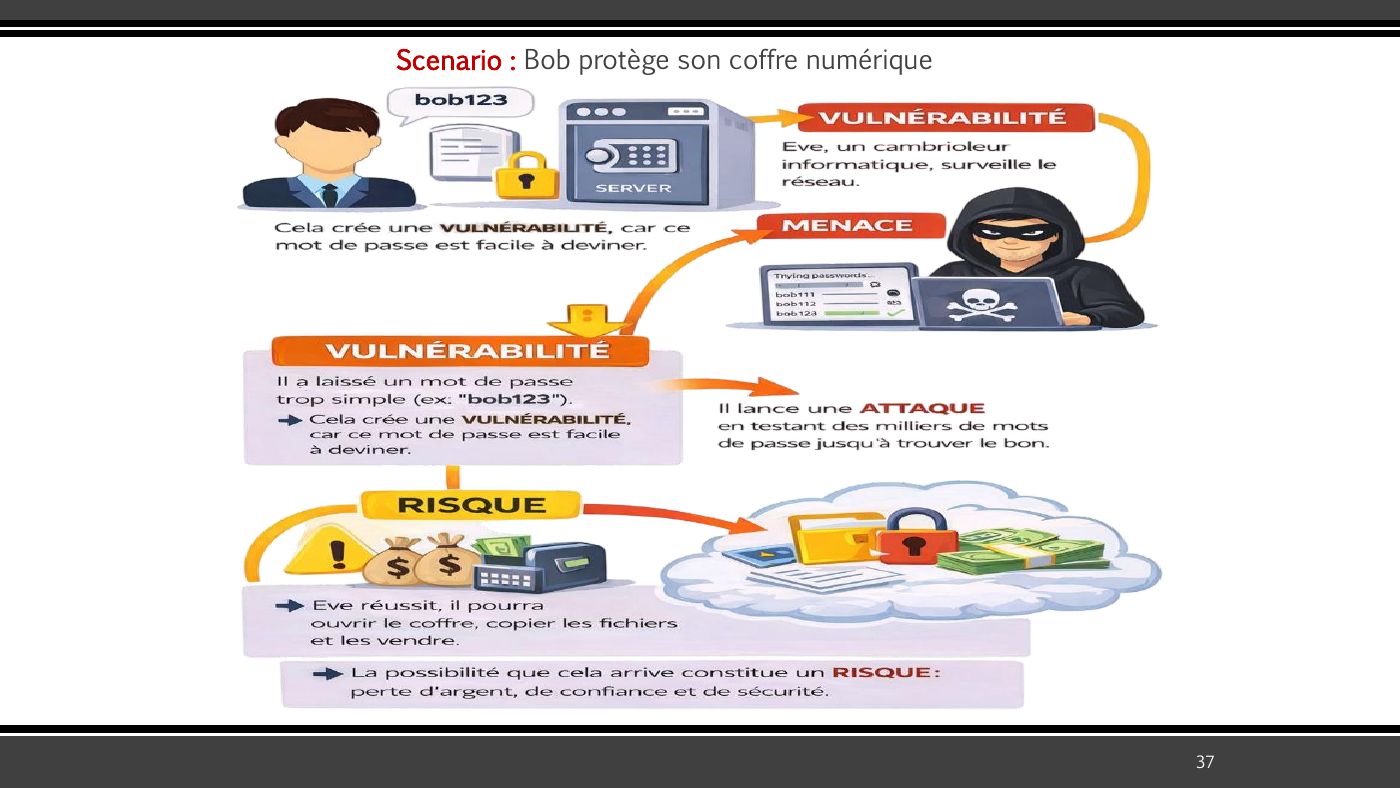 Scenario : Bob protège son coffre numérique
bob123
SERVER
Cela crée une VULNÉRABILITÉ, car ce
mot de passe est facile à deviner.
VULNÉRABILITÉ
Eve, un cambrioleur
informatique, surveille le
réseau.
MENACE
Trying passwords...
bob111
bob112
bob123
VULNÉRABILITÉ
Il a laissé un mot de passe
trop simple (ex: "bob123").
Cela crée une VULNÉRABILITÉ,
car ce mot de passe est facile
à deviner.
Il lance une ATTAQUE
en testant des milliers de mots
de passe jusqu'à trouver le bon.
RISQUE
$ $
Eve réussit, il pourra
ouvrir le coffre, copier les fichiers
et les vendre.
La possibilité que cela arrive constitue un RISQUE:
perte d'argent, de confiance et de sécurité.
37